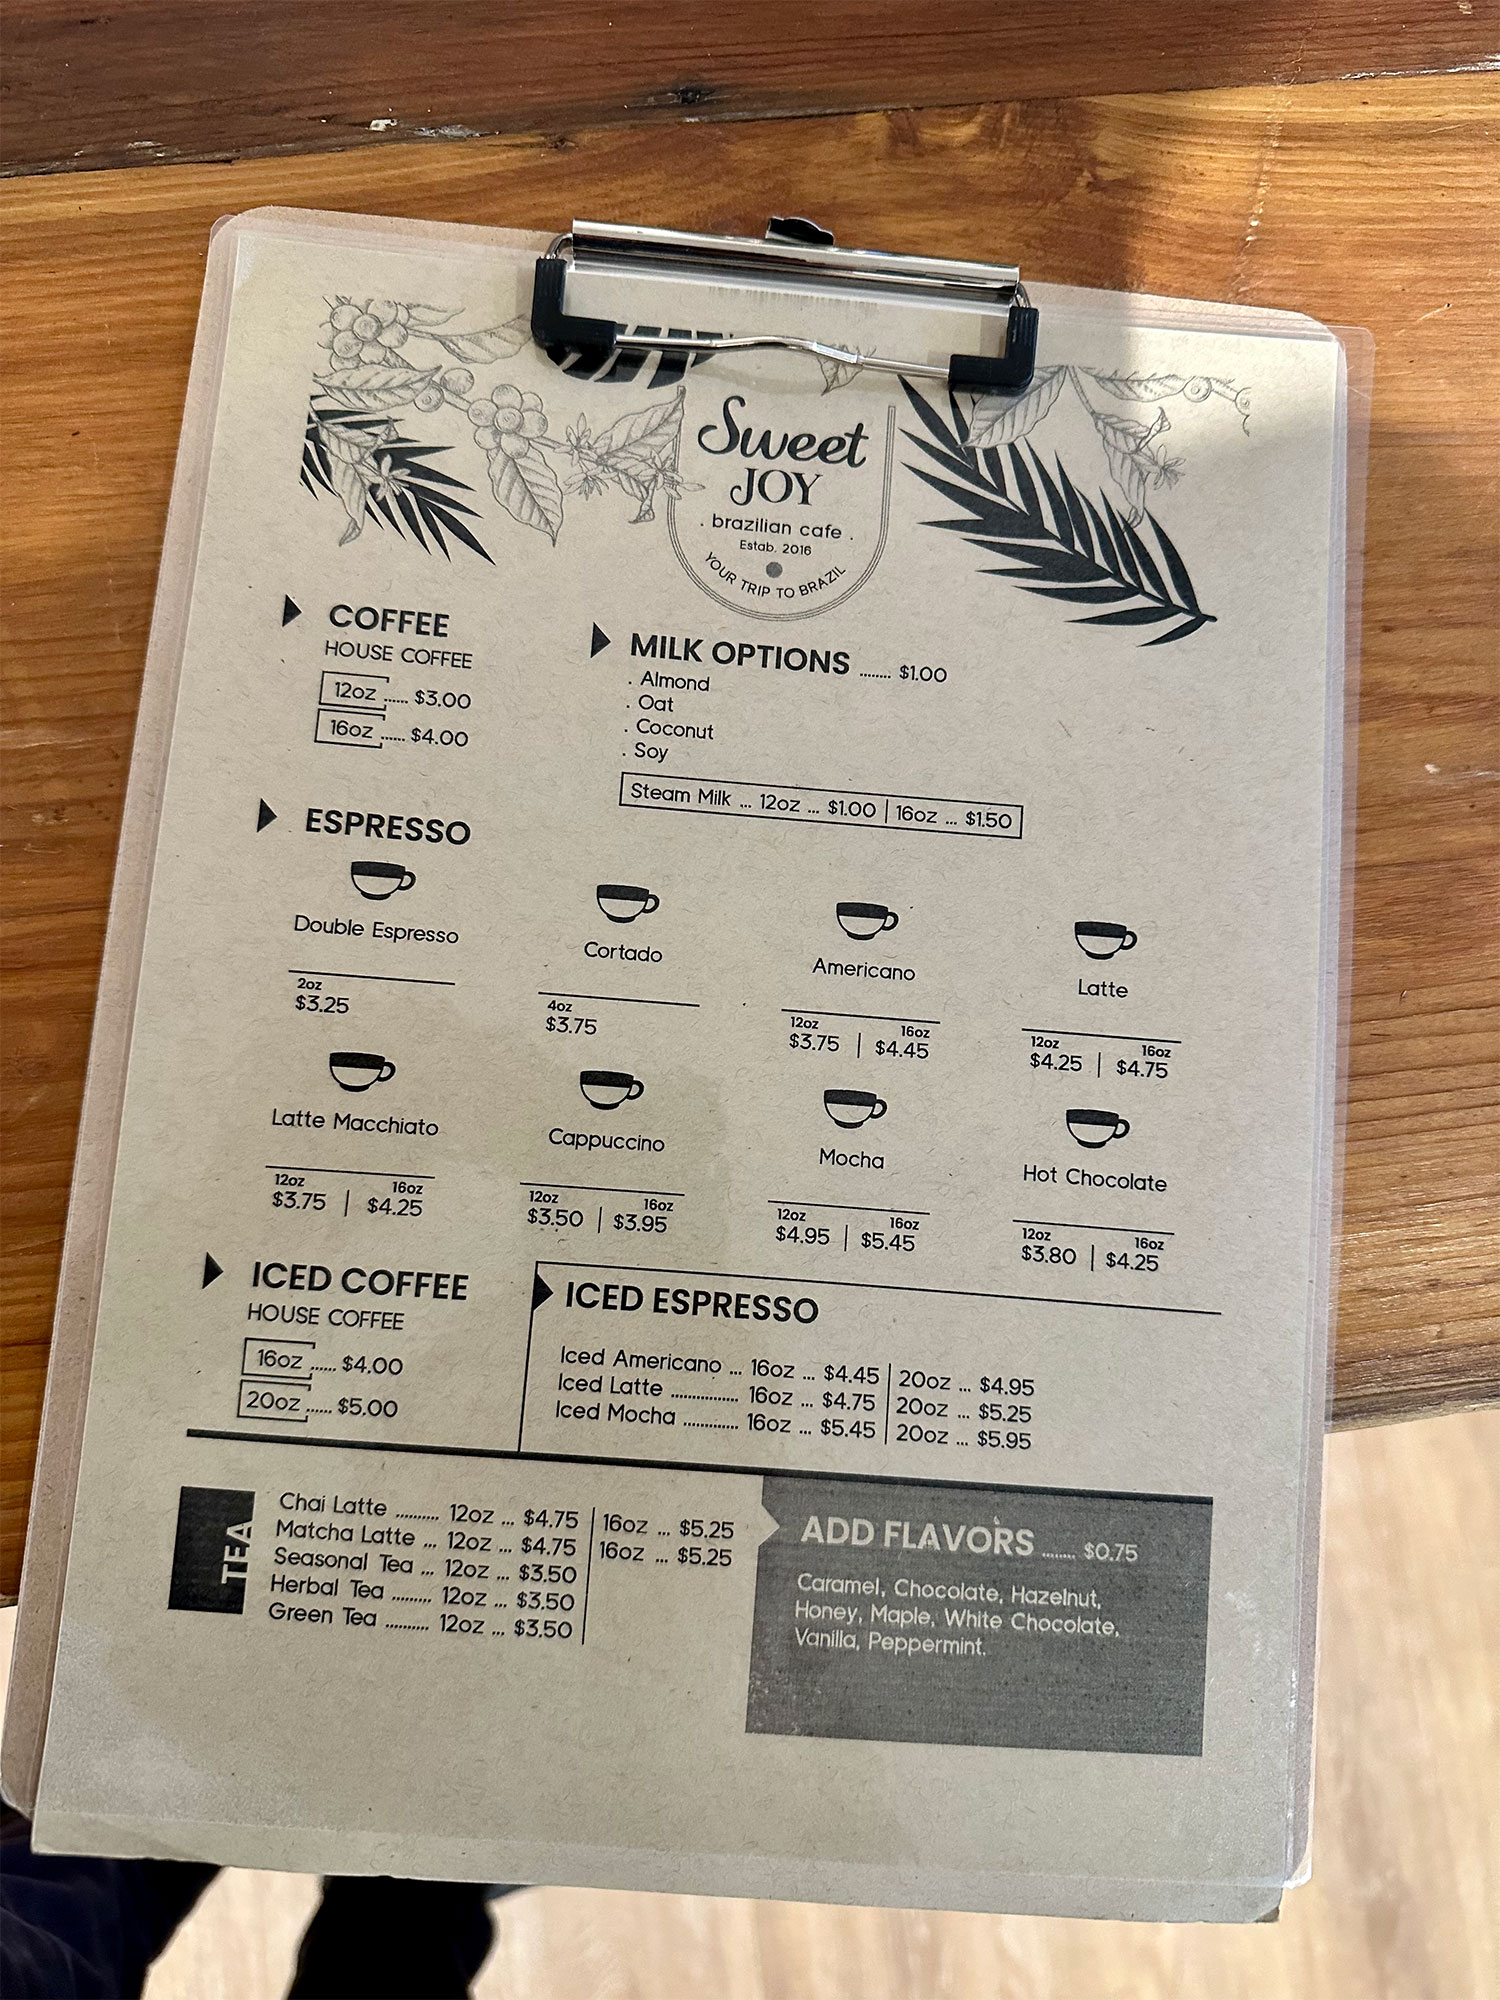 Sweet
JOY
. brazilian cafe .
Estab. 2016
YOUR TRIP TO BRAZIL
COFFEE
HOUSE COFFEE
12oz ...... $3.00
16oz ...... $4.00
MILK OPTIONS ........ $1.00
. Almond
. Oat
. Coconut
. Soy
Steam Milk ... 12oz ... $1.00 | 16oz ... $1.50
ESPRESSO
Double Espresso
2oz
$3.25
Cortado
4oz
$3.75
Americano
12oz 16oz
$3.75 | $4.45
Latte
12oz 16oz
$4.25 | $4.75
Latte Macchiato
12oz 16oz
$3.75 | $4.25
Cappuccino
12oz 16oz
$3.50 | $3.95
Mocha
12oz 16oz
$4.95 | $5.45
Hot Chocolate
12oz 16oz
$3.80 | $4.25
ICED COFFEE
HOUSE COFFEE
16oz ...... $4.00
20oz ...... $5.00
ICED ESPRESSO
Iced Americano ... 16oz ... $4.45 | 20oz ... $4.95
Iced Latte ............... 16oz ... $4.75 | 20oz ... $5.25
Iced Mocha ............ 16oz ... $5.45 | 20oz ... $5.95
TEA
Chai Latte .......... 12oz ... $4.75 | 16oz ... $5.25
Matcha Latte ... 12oz ... $4.75 | 16oz ... $5.25
Seasonal Tea ... 12oz ... $3.50
Herbal Tea ......... 12oz ... $3.50
Green Tea .......... 12oz ... $3.50
ADD FLAVORS ........ $0.75
Caramel, Chocolate, Hazelnut,
Honey, Maple, White Chocolate,
Vanilla, Peppermint.